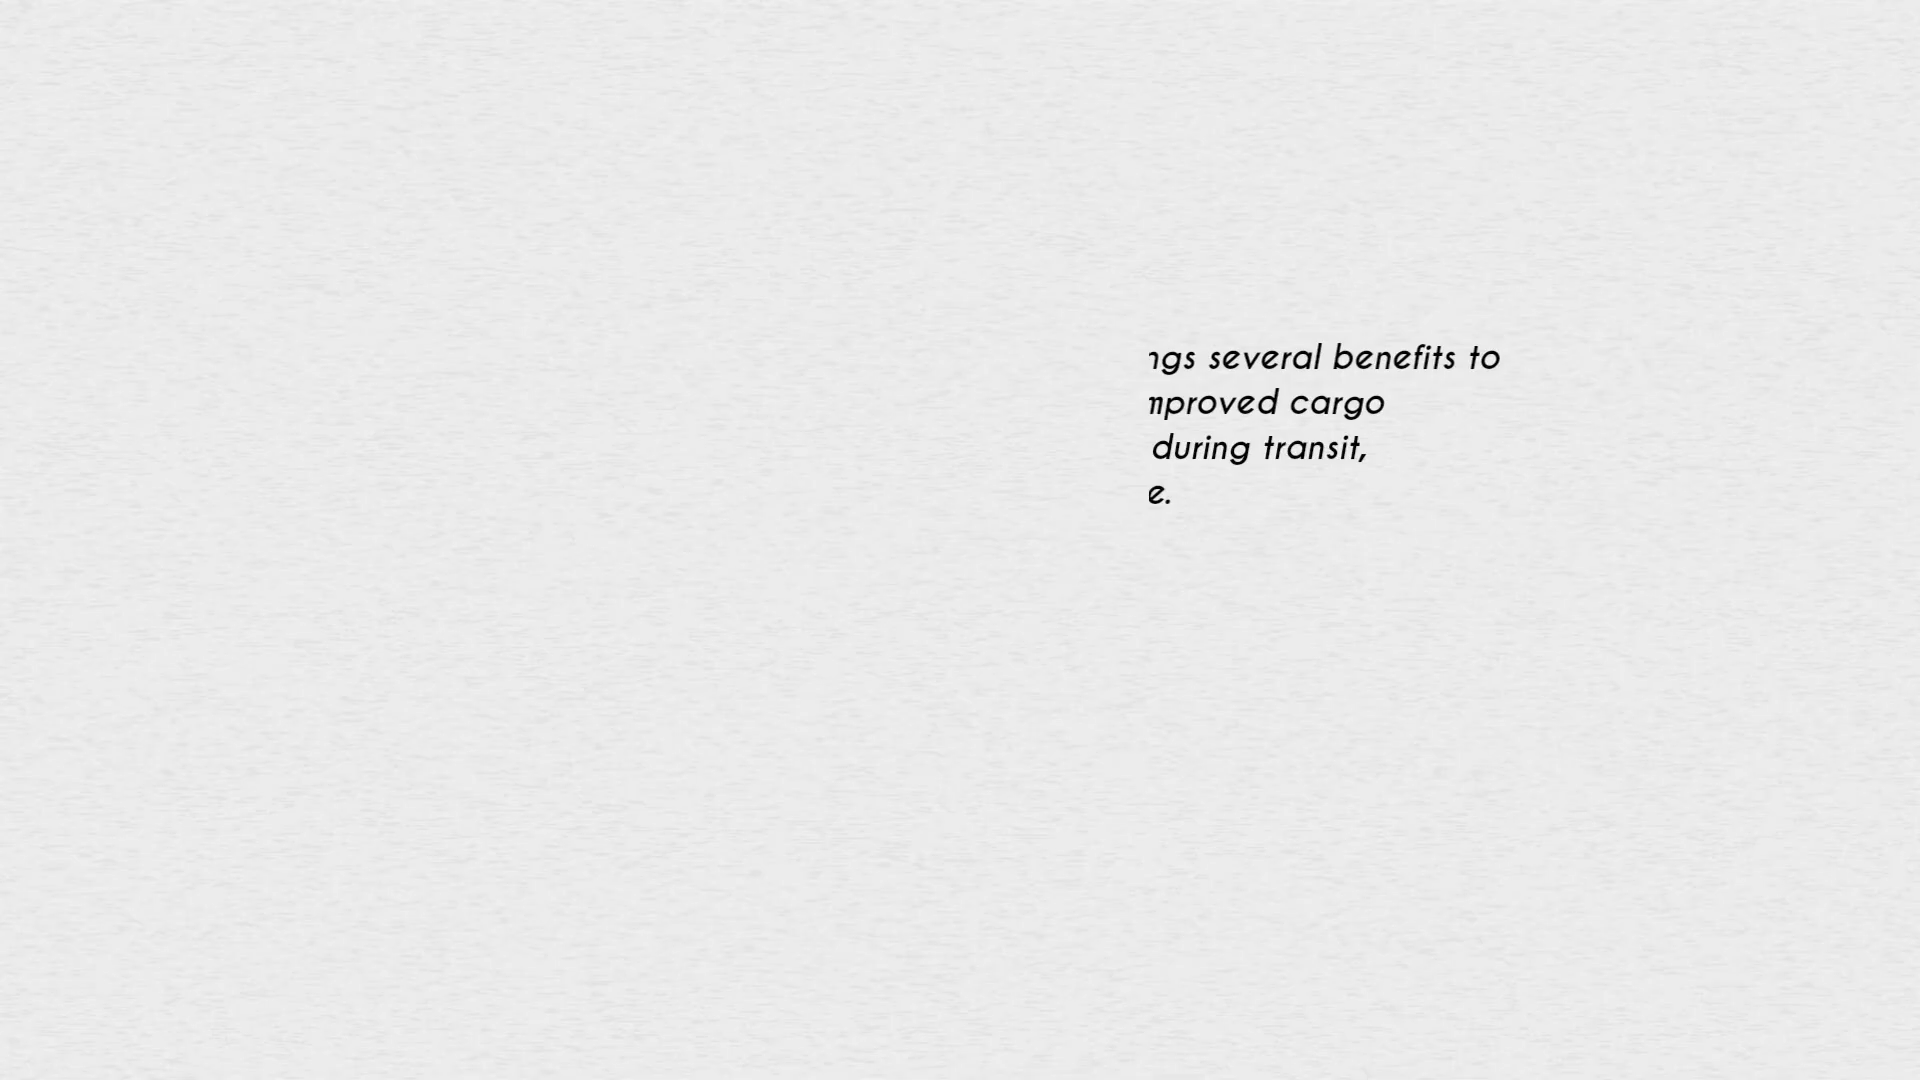 ngs several benefits to
mproved cargo
during transit,
e.